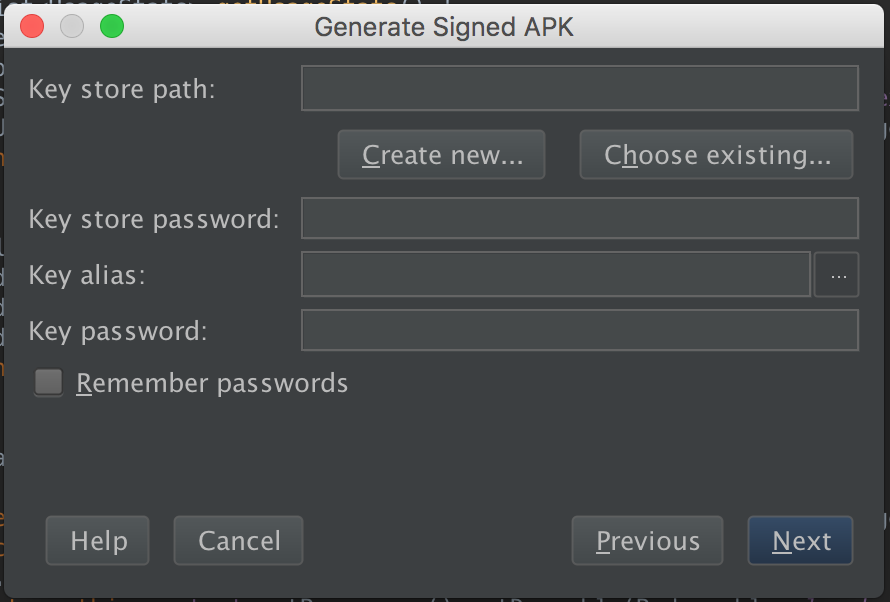 Generate Signed APK
Key store path:
Create new...
Choose existing...
Key store password:
Key alias:
...
Key password:
Remember passwords
Help
Cancel
Previous
Next